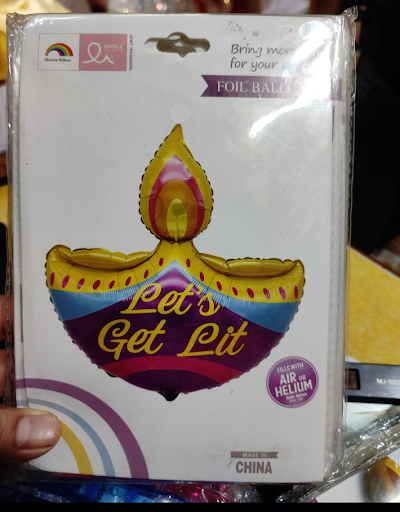 Bring mor
for your
FOIL BALL
Let's
Get Lit
FILLS WITH
AIR OR
HELIUM
MADE IN
CHINA